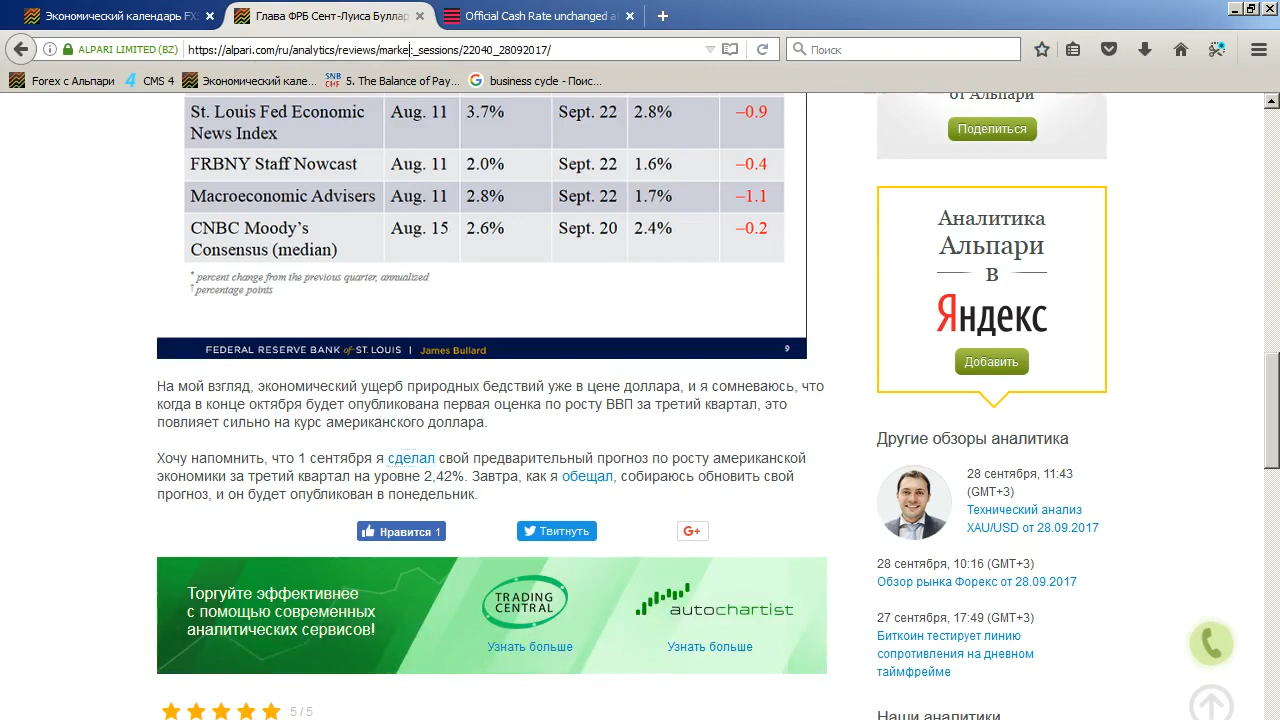 Экономический календарь FX
Глава ФРБ Сент-Луиса Буллар
Official Cash Rate unchanged a
ALPARI LIMITED (BZ)
https://alpari.com/ru/analytics/reviews/market_sessions/22040_28092017/
Поиск
Forex с Альпари
CMS 4
Экономический кале...
SNB
CHF
5. The Balance of Pay...
business cycle - Поис...
St. Louis Fed Economic News Index Aug. 11 3.7% Sept. 22 2.8% –0.9
FRBNY Staff Nowcast Aug. 11 2.0% Sept. 22 1.6% –0.4
Macroeconomic Advisers Aug. 11 2.8% Sept. 22 1.7% –1.1
CNBC Moody’s Consensus (median) Aug. 15 2.6% Sept. 20 2.4% –0.2
* percent change from the previous quarter, annualized
† percentage points
FEDERAL RESERVE BANK of ST. LOUIS | James Bullard 9
На мой взгляд, экономический ущерб природных бедствий уже в цене доллара, и я сомневаюсь, что
когда в конце октября будет опубликована первая оценка по росту ВВП за третий квартал, это
повлияет сильно на курс американского доллара.
Хочу напомнить, что 1 сентября я сделал свой предварительный прогноз по росту американской
экономики за третий квартал на уровне 2,42%. Завтра, как я обещал, собираюсь обновить свой
прогноз, и он будет опубликован в понедельник.
Нравится 1
Твитнуть
G+
Торгуйте эффективнее
с помощью современных
аналитических сервисов!
TRADING
CENTRAL
Узнать больше
autochartist
Узнать больше
5 / 5
от Альпари
Поделиться
Аналитика
Альпари
в
Яндекс
Добавить
Другие обзоры аналитика
28 сентября, 11:43
(GMT+3)
Технический анализ
XAU/USD от 28.09.2017
28 сентября, 10:16 (GMT+3)
Обзор рынка Форекс от 28.09.2017
27 сентября, 17:49 (GMT+3)
Биткоин тестирует линию
сопротивления на дневном
таймфрейме
Наши аналитики